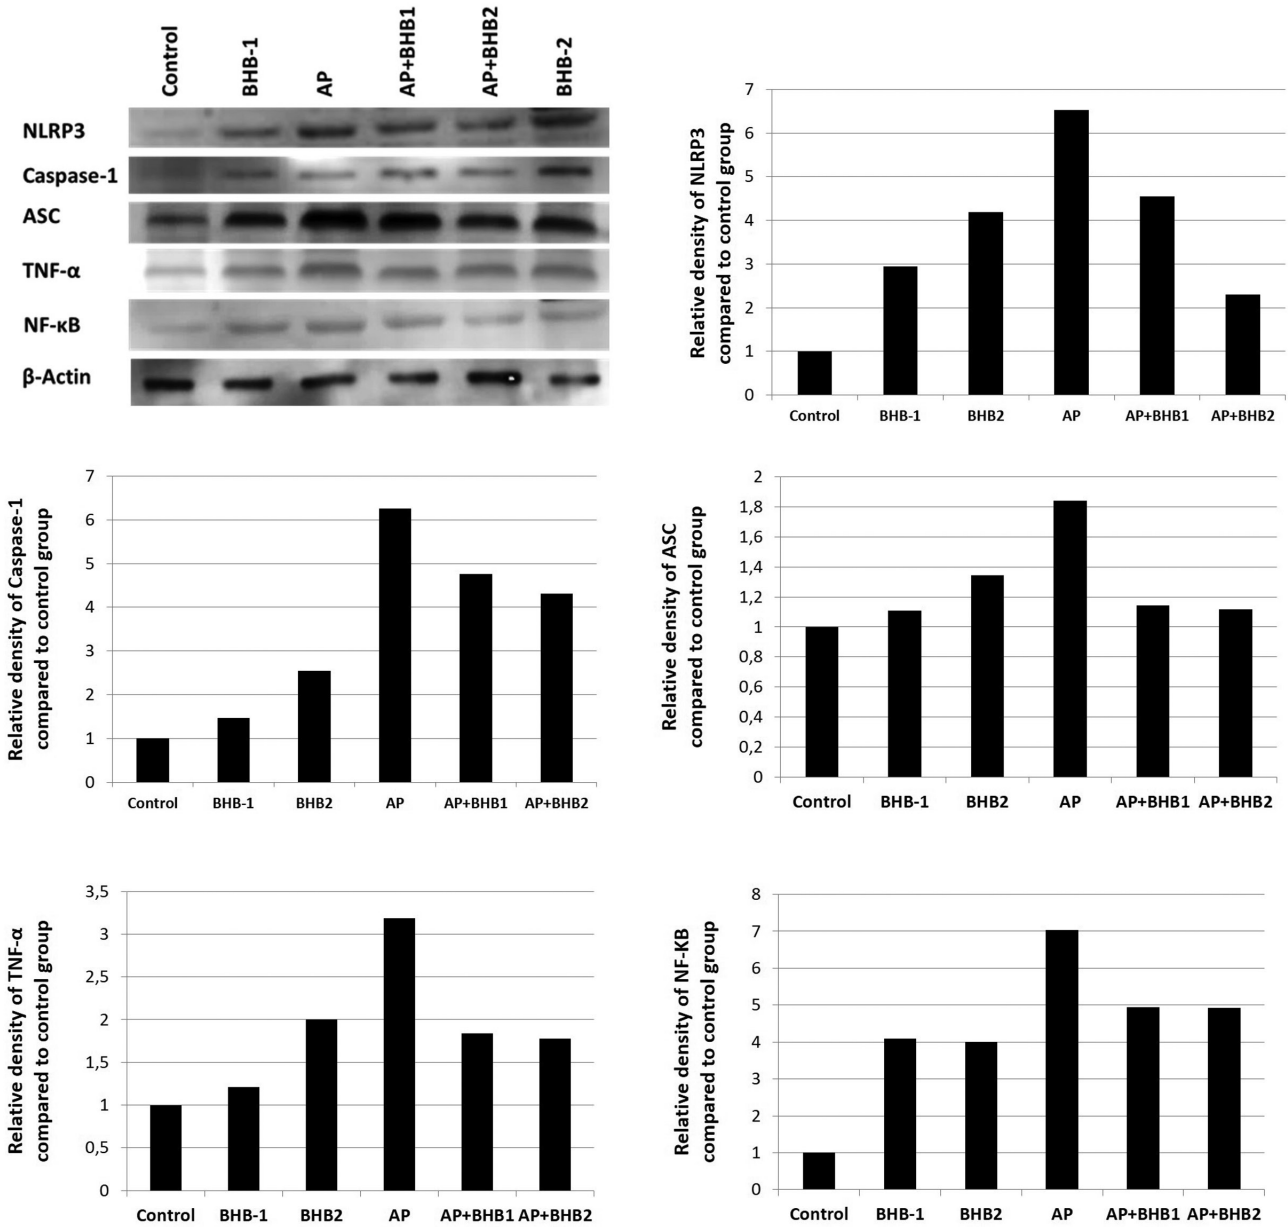 Control
BHB-1
AP
AP+BHB1
AP+BHB2
BHB-2
NLRP3
Caspase-1
ASC
TNF-α
NF-κB
β-Actin
Relative density of NLRP3
compared to control group
7
6
5
4
3
2
1
0
Control BHB-1 BHB2 AP AP+BHB1 AP+BHB2
Relative density of Caspase-1
compared to control group
7
6
5
4
3
2
1
0
Control BHB-1 BHB2 AP AP+BHB1 AP+BHB2
Relative density of ASC
compared to control group
2
1,8
1,6
1,4
1,2
1
0,8
0,6
0,4
0,2
0
Control BHB-1 BHB2 AP AP+BHB1 AP+BHB2
Relative density of TNF-α
compared to control group
3,5
3
2,5
2
1,5
1
0,5
0
Control BHB-1 BHB2 AP AP+BHB1 AP+BHB2
Relative density of NF-KB
compared to control group
8
7
6
5
4
3
2
1
0
Control BHB-1 BHB2 AP AP+BHB1 AP+BHB2